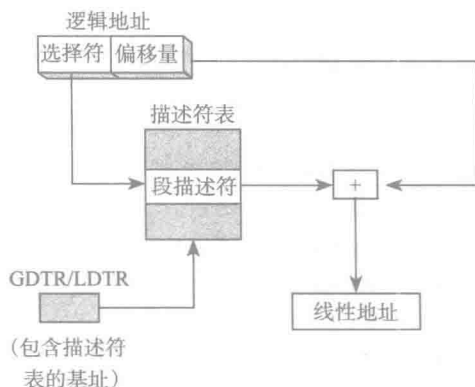 逻辑地址
选择符 偏移量
描述符表
段描述符
+
GDTR/LDTR
线性地址
（包含描述符
表的基址）